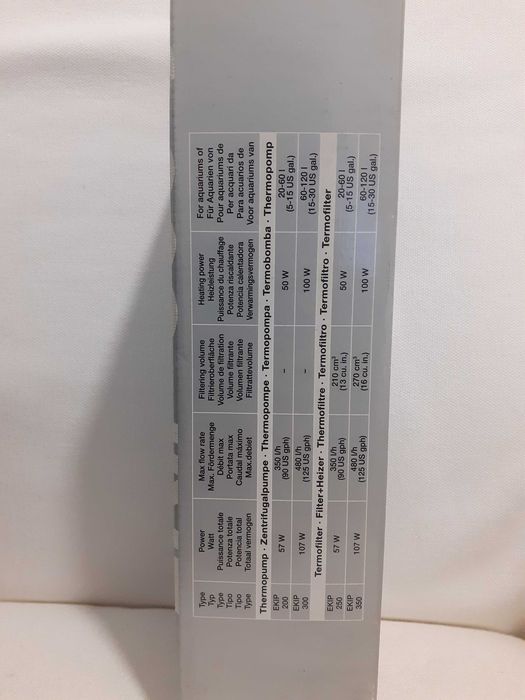 Type Power Max flow rate Filtering volume Heating power For aquariums of
Typ Watt Max. Fördermenge Filtrieroberfläche Heizleistung Für Aquarien von
Type Puissance totale Débit max Volume de filtration Puissance du chauffage Pour aquariums de
Tipo Potenza totale Portata max Volume filtrante Potenza riscaldante Per acquari da
Tipo Potencia total Caudal máximo Volumen filtrante Potencia calentadora Para acuarios de
Type Totaal vermogen Max.debiet Filtratievolume Verwarmingsvermogen Voor aquariums van
Thermopump · Zentrifugalpumpe · Thermopompe · Termopompa · Termobomba · Thermopomp
EKIP 350 l/h 20-60 l
57 W – 50 W
200 (90 US gph) (5-15 US gal.)
EKIP 480 l/h 60-120 l
107 W – 100 W
300 (125 US gph) (15-30 US gal.)
Termofilter · Filter+Heizer · Thermofiltre · Termofiltro · Termofiltro · Termofilter
EKIP 350 l/h 210 cm³ 20-60 l
57 W 50 W
250 (90 US gph) (13 cu. in.) (5-15 US gal.)
EKIP 480 l/h 270 cm³ 60-120 l
107 W 100 W
350 (125 US gph) (16 cu. in.) (15-30 US gal.)